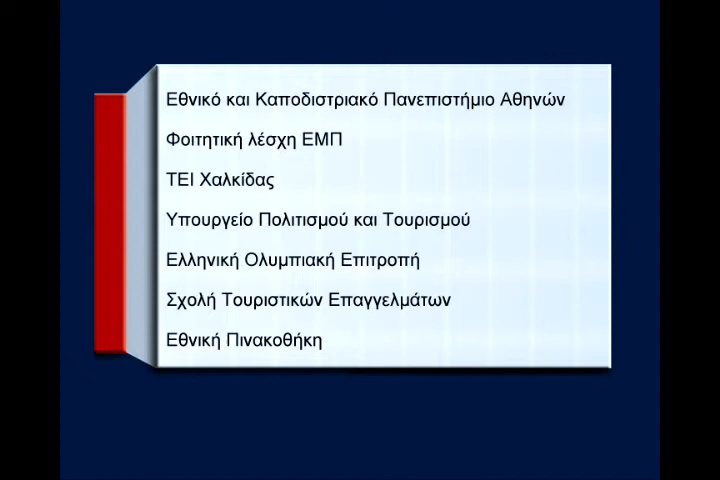 Εθνικό και Καποδιστριακό Πανεπιστήμιο Αθηνών
Φοιτητική λέσχη ΕΜΠ
ΤΕΙ Χαλκίδας
Υπουργείο Πολιτισμού και Τουρισμού
Ελληνική Ολυμπιακή Επιτροπή
Σχολή Τουριστικών Επαγγελμάτων
Εθνική Πινακοθήκη